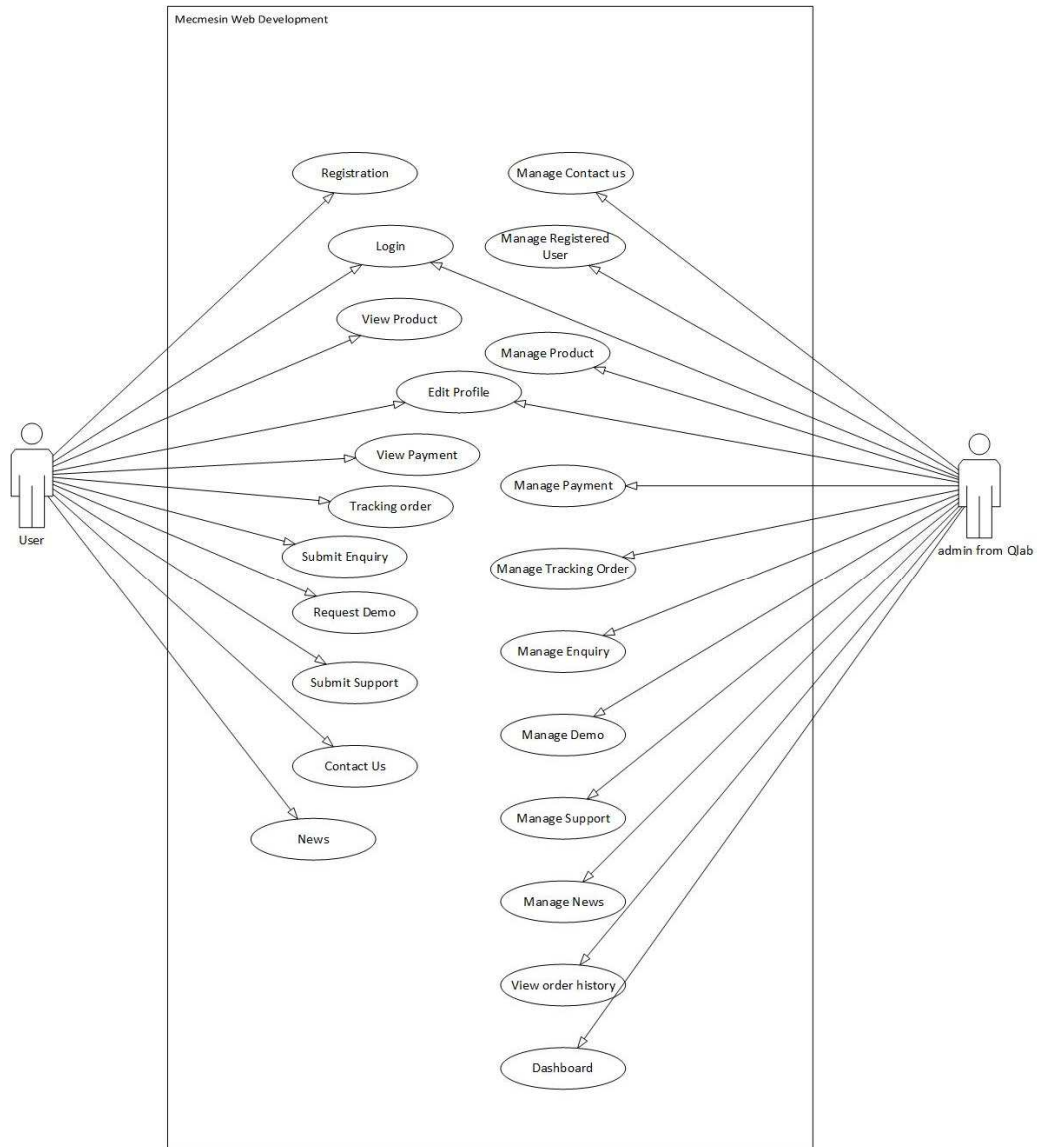 Mecmesin Web Development
Registration
Manage Contact us
Login
Manage Registered
User
View Product
Manage Product
Edit Profile
View Payment
Manage Payment
Tracking order
User
admin from Qlab
Submit Enquiry
Manage Tracking Order
Request Demo
Manage Enquiry
Submit Support
Manage Demo
Contact Us
Manage Support
News
Manage News
View order history
Dashboard